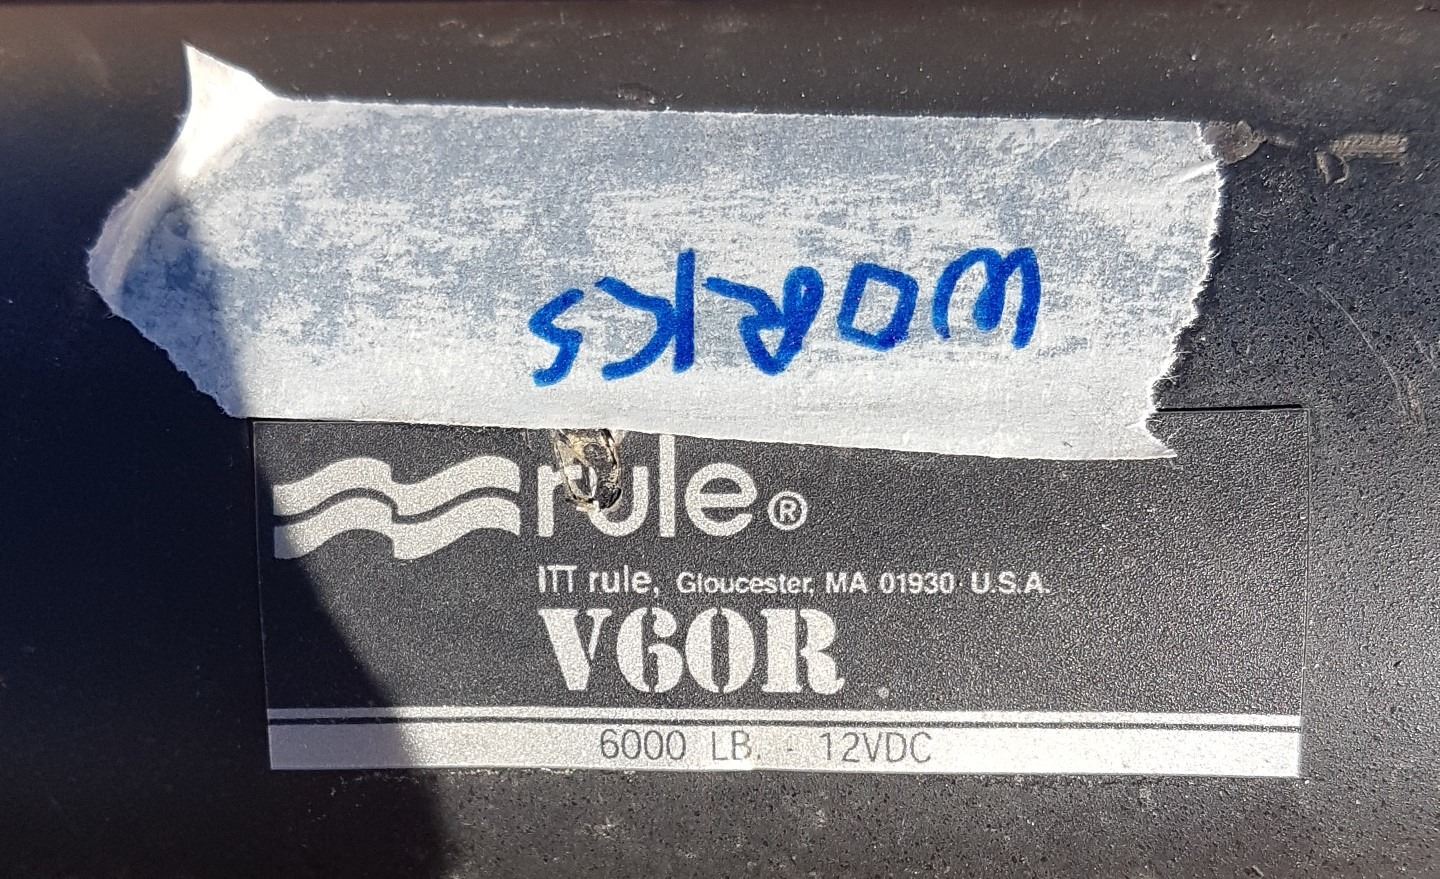 WORKS
rule®
ITT rule, Gloucester, MA 01930 U.S.A.
V60R
6000 LB. - 12VDC